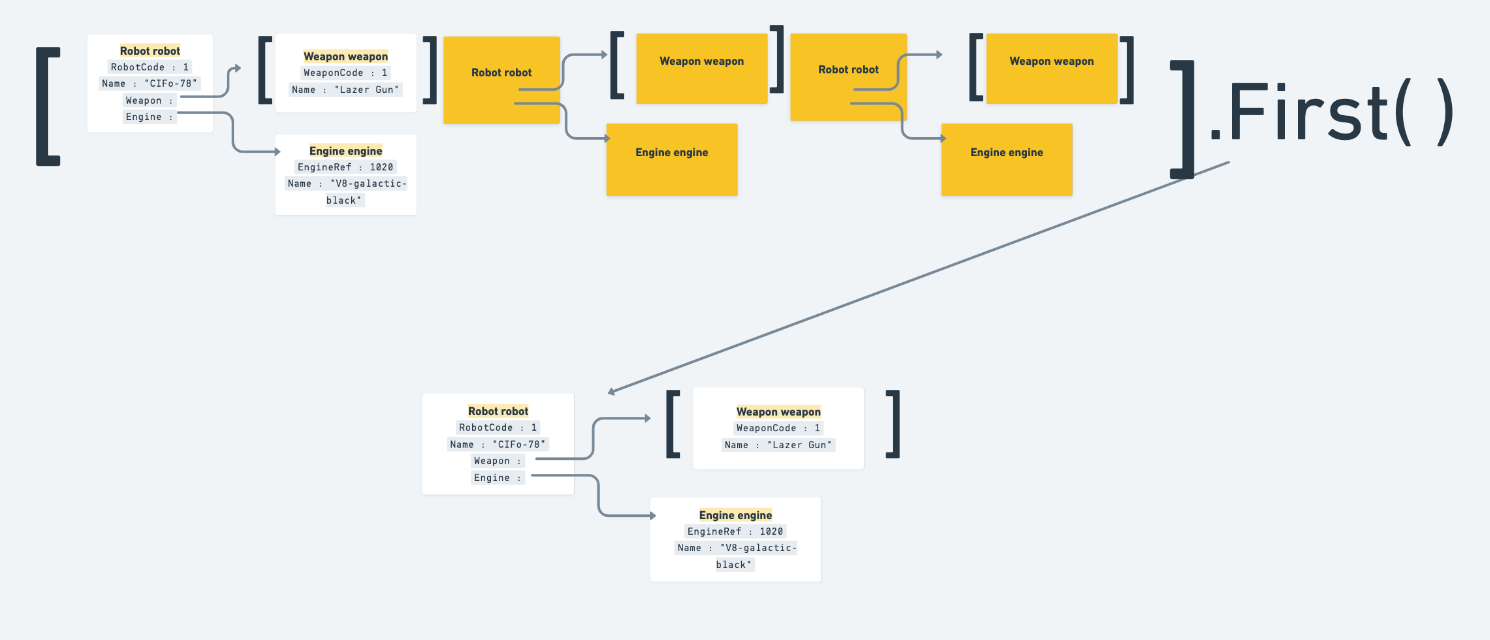 [
Robot robot
RobotCode : 1
Name : "CIFo-78"
Weapon :
Engine :
[
Weapon weapon
WeaponCode : 1
Name : "Lazer Gun"
]
Engine engine
EngineRef : 1020
Name : "V8-galactic-
black"
Robot robot
[
Weapon weapon
]
Engine engine
Robot robot
[
Weapon weapon
]
Engine engine
]
.First( )
Robot robot
RobotCode : 1
Name : "CIFo-78"
Weapon :
Engine :
[
Weapon weapon
WeaponCode : 1
Name : "Lazer Gun"
]
Engine engine
EngineRef : 1020
Name : "V8-galactic-
black"